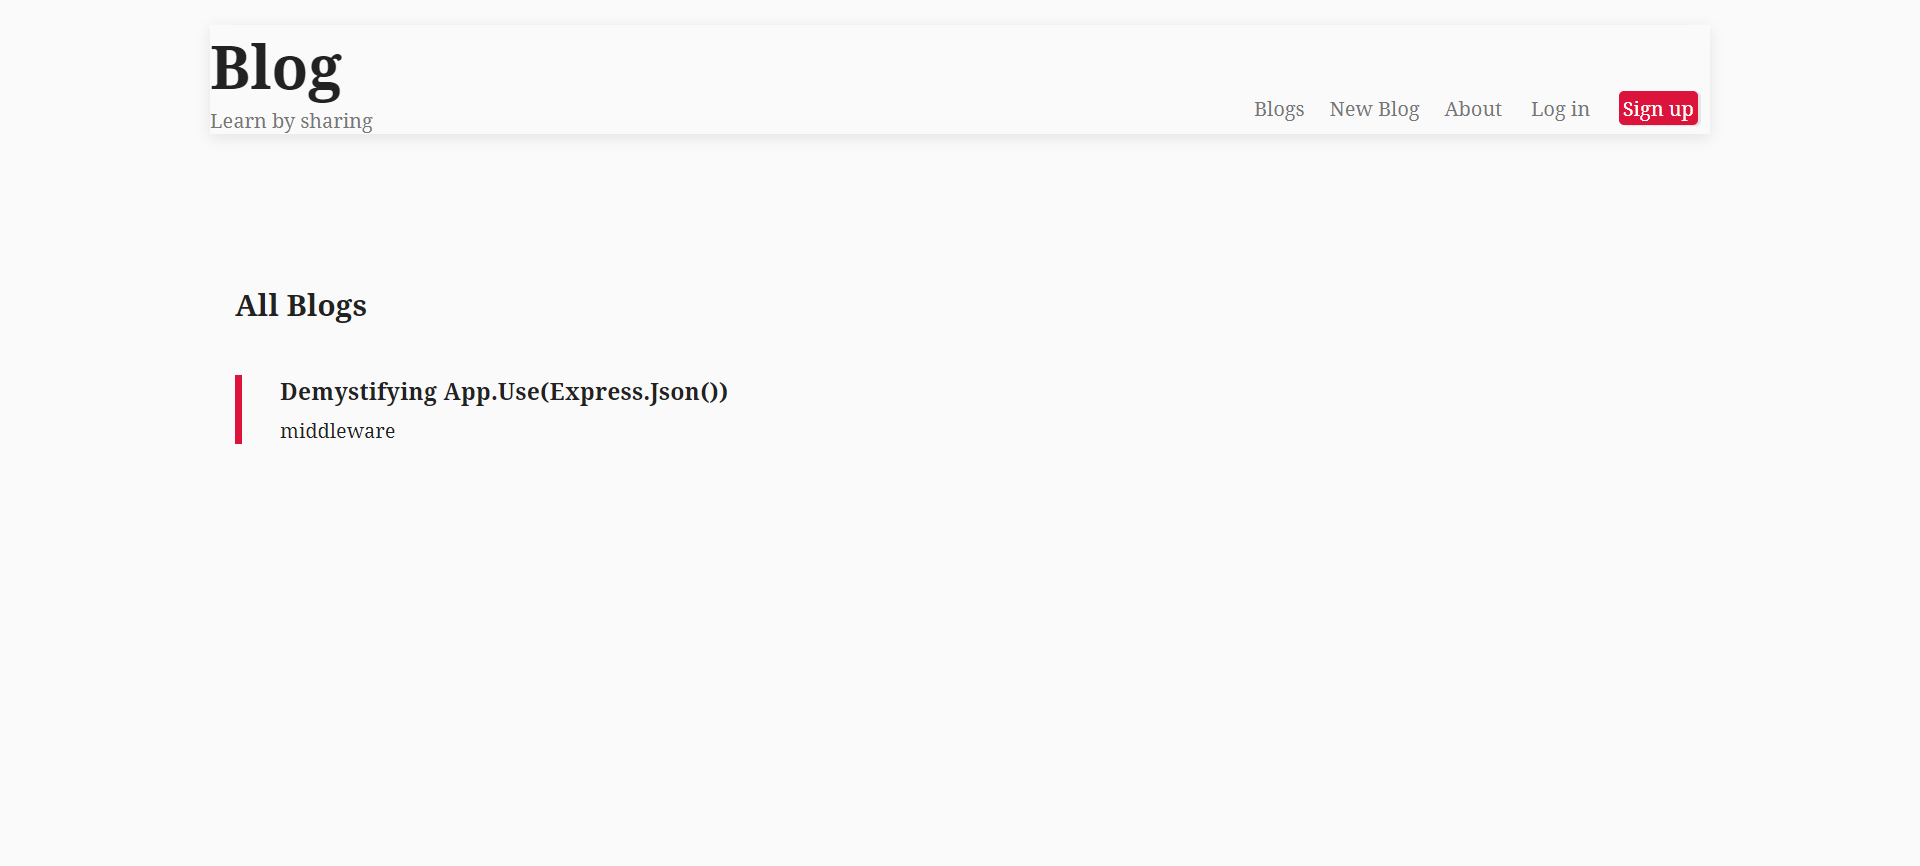 Blog
Learn by sharing
Blogs New Blog About Log in Sign up
All Blogs
Demystifying App.Use(Express.Json())
middleware